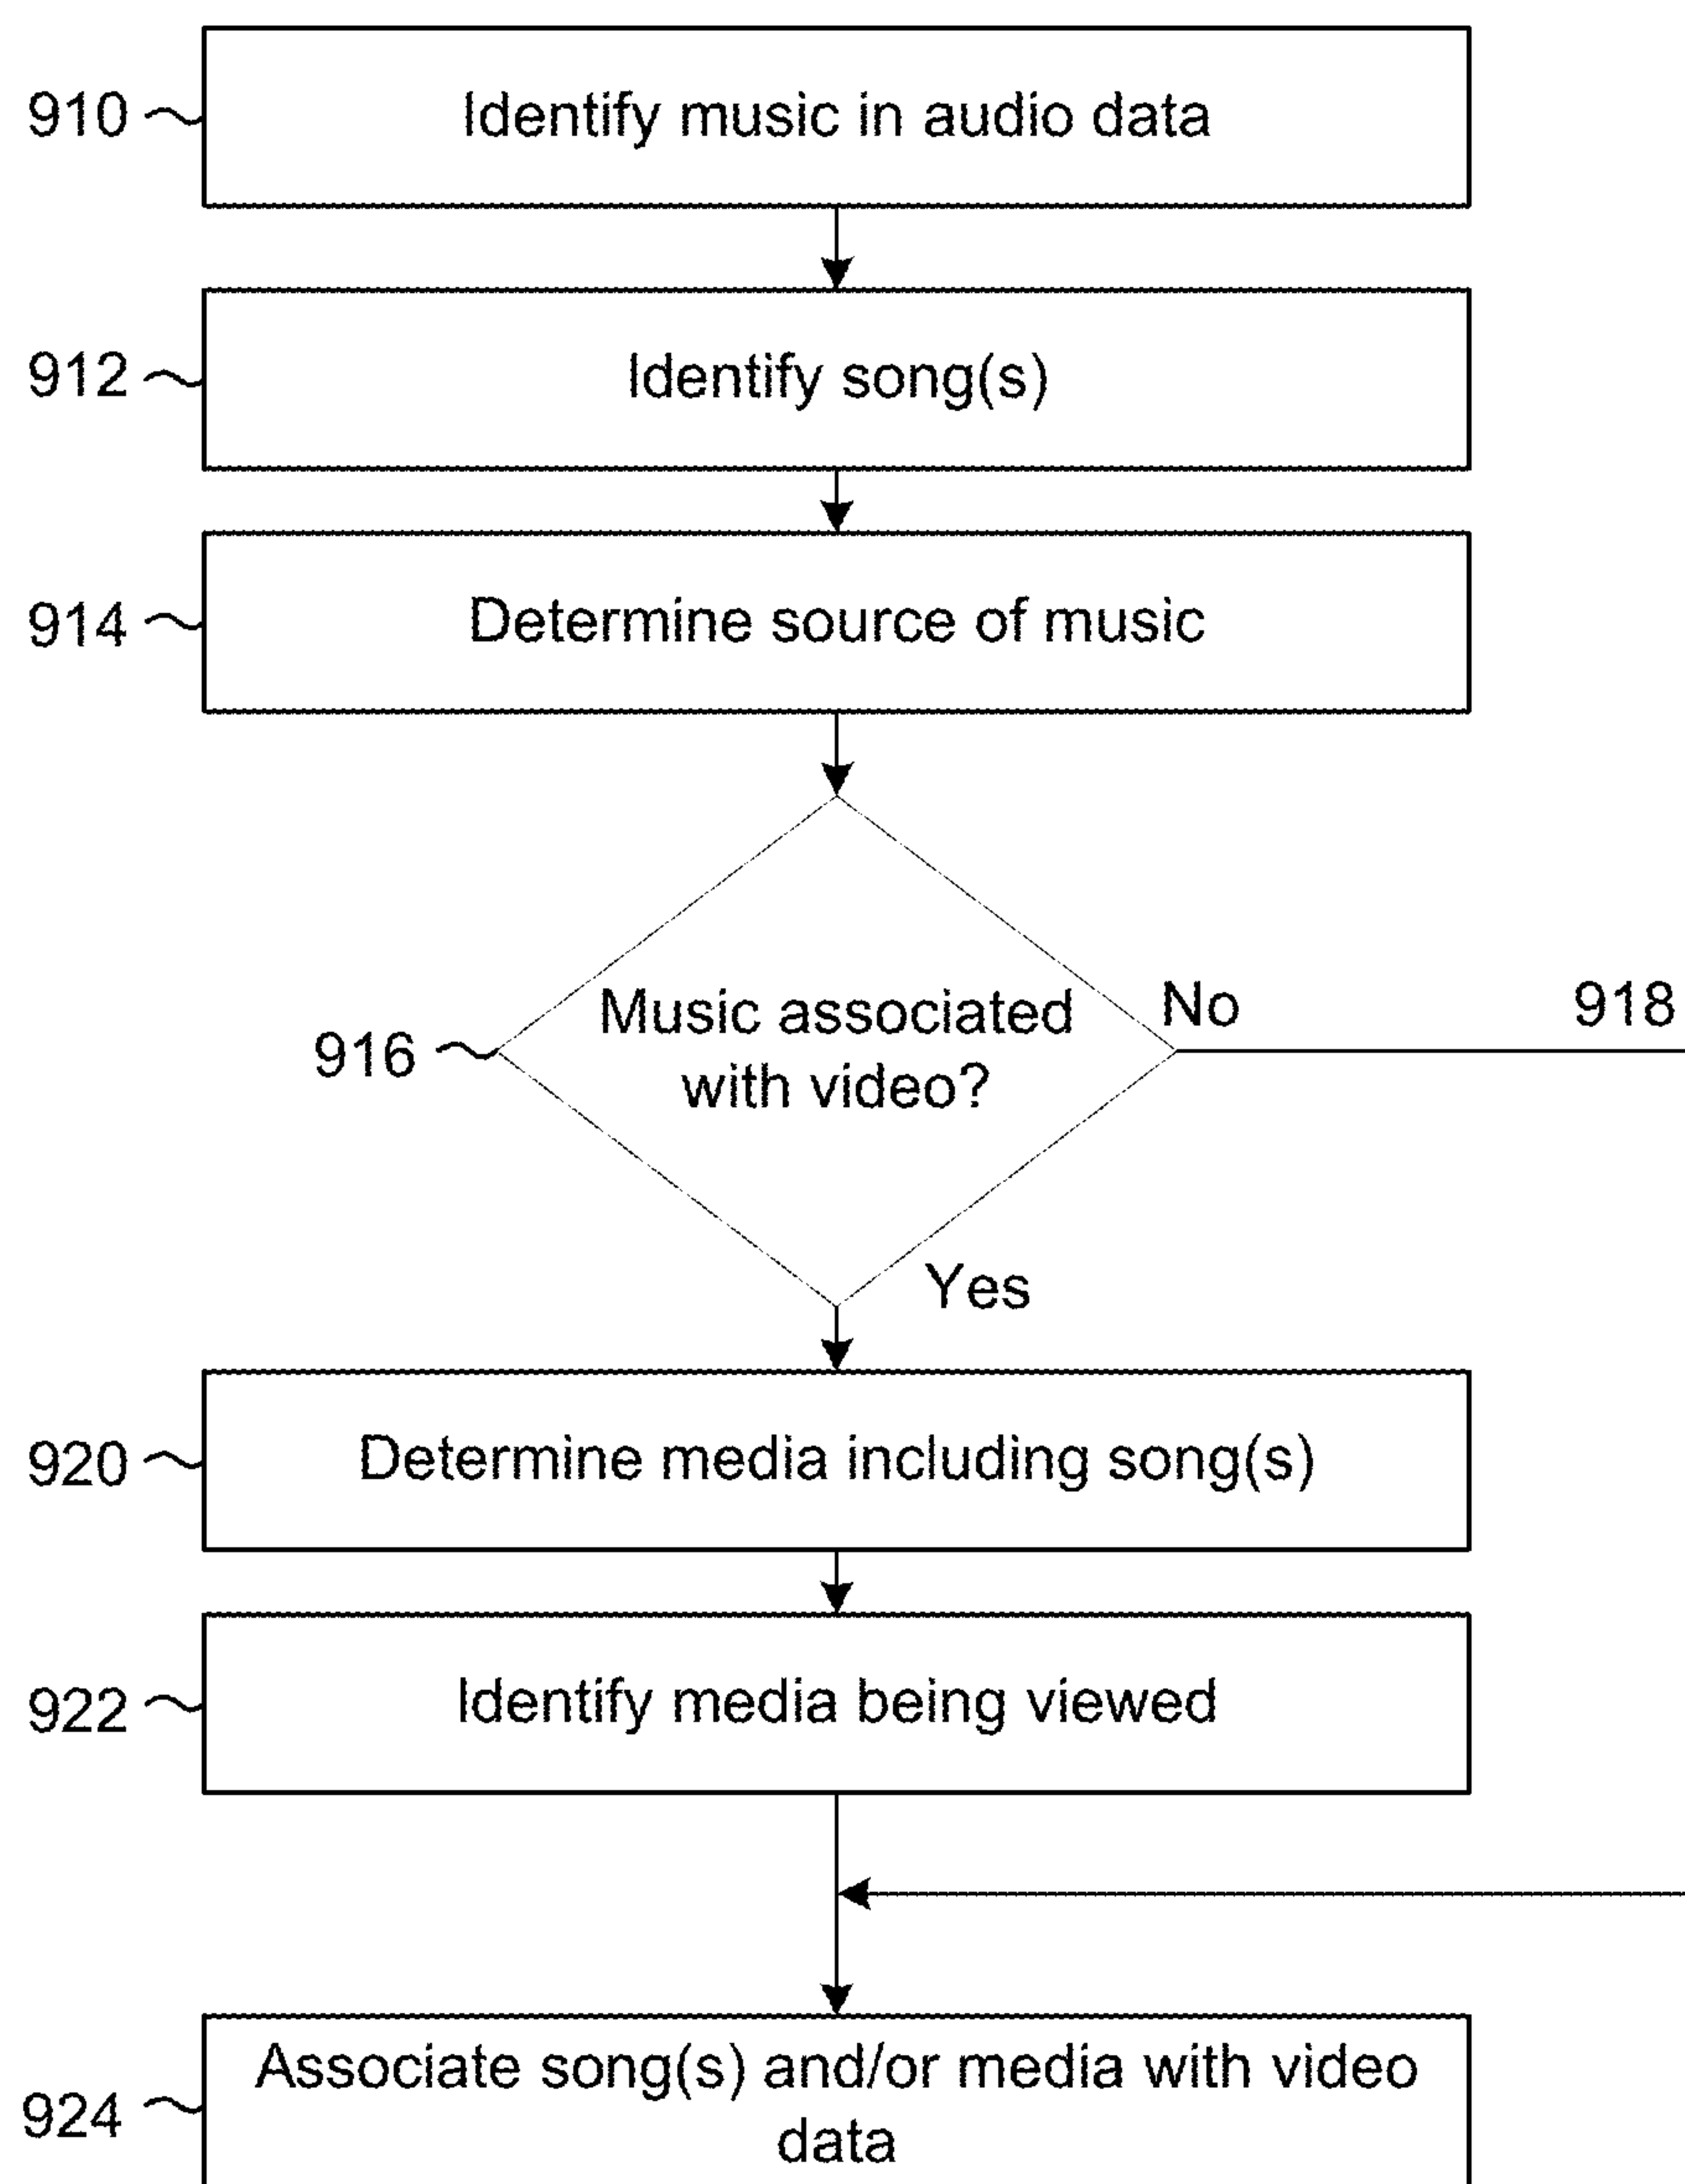 910
Identify music in audio data
912
Identify song(s)
914
Determine source of music
916
Music associated
with video?
No
918
Yes
920
Determine media including song(s)
922
Identify media being viewed
924
Associate song(s) and/or media with video
data